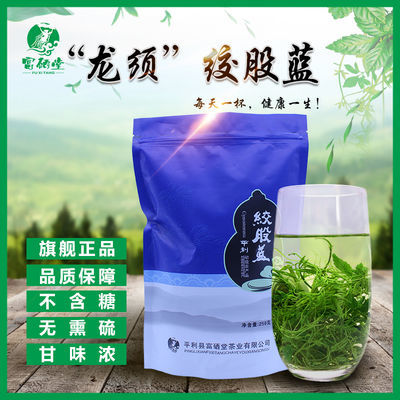 富硒堂
FU XI TANG
“龙须”绞股蓝
每天一杯，健康一生！
旗舰正品
品质保障
不含糖
无熏硫
甘味浓
绞股蓝
Gynostemma
平利
净含量:250克
平利县富硒堂茶业有限公司